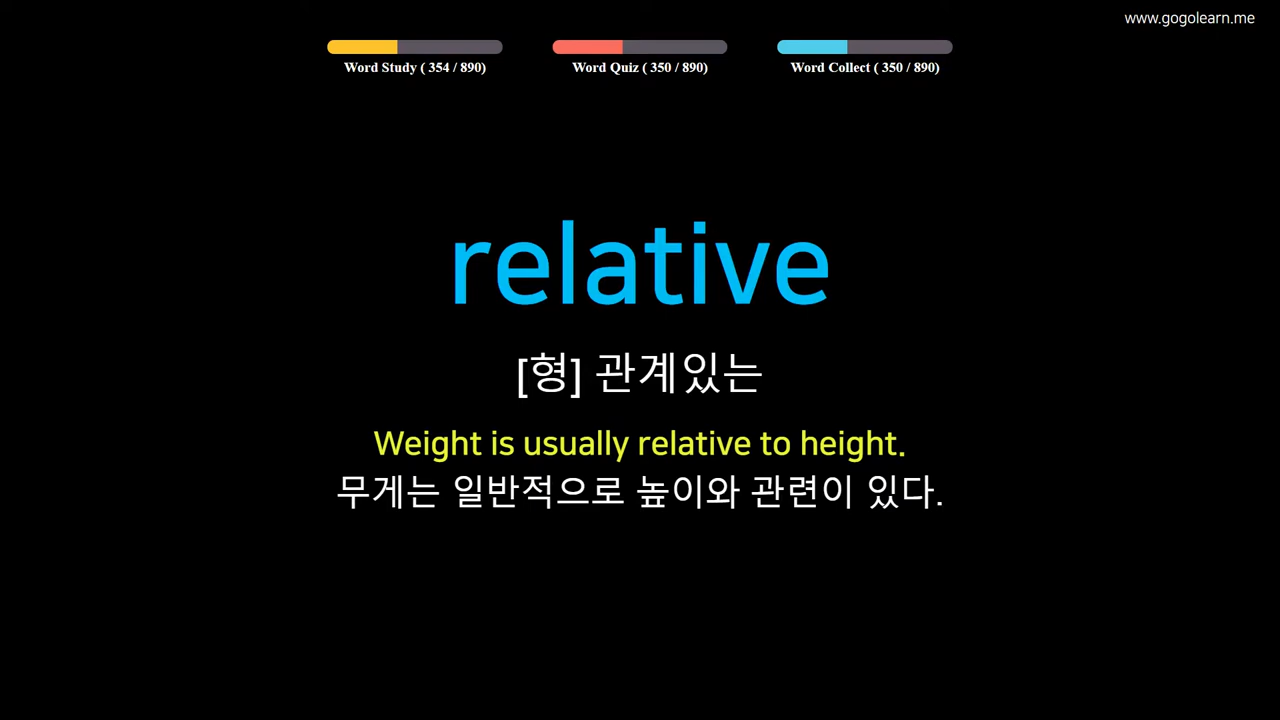 www.gogolearn.me
Word Study ( 354 / 890)
Word Quiz ( 350 / 890)
Word Collect ( 350 / 890)
relative
[형] 관계있는
Weight is usually relative to height.
무게는 일반적으로 높이와 관련이 있다.